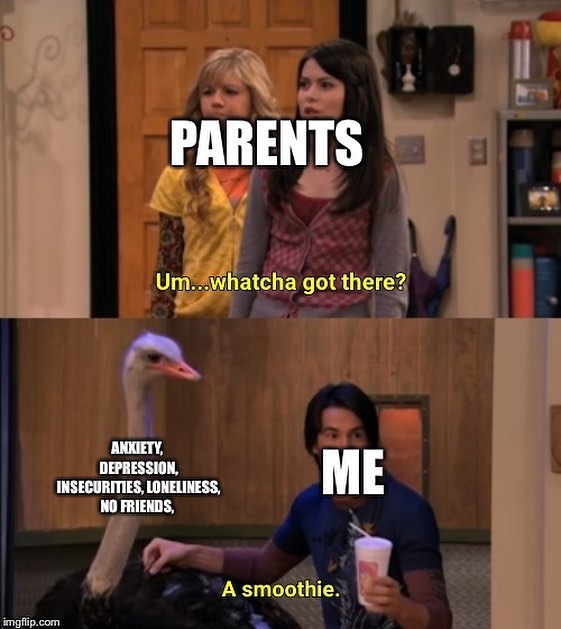 PARENTS
Um...whatcha got there?
ANXIETY,
DEPRESSION,
INSECURITIES, LONELINESS,
NO FRIENDS,
ME
A smoothie.
imgflip.com